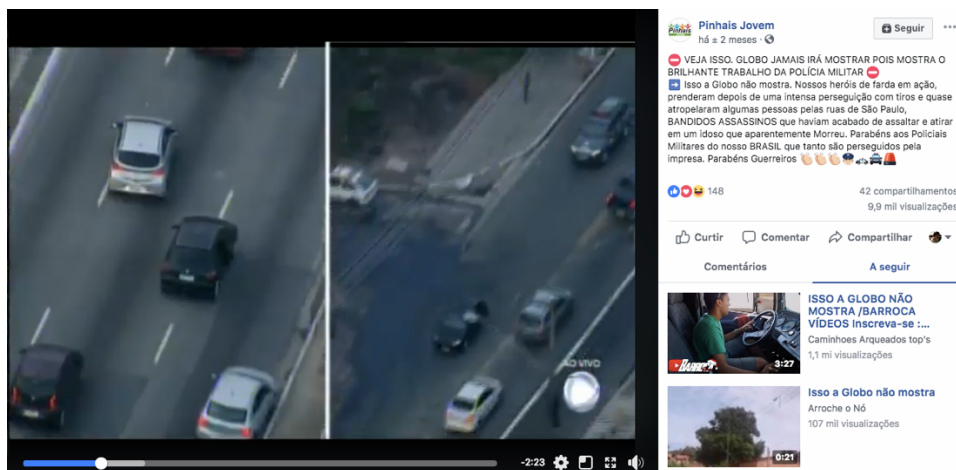 Pinhais Jovem
há ± 2 meses ·
Seguir
VEJA ISSO. GLOBO JAMAIS IRÁ MOSTRAR POIS MOSTRA O
BRILHANTE TRABALHO DA POLÍCIA MILITAR
Isso a Globo não mostra. Nossos heróis de farda em ação,
prenderam depois de uma intensa perseguição com tiros e quase
atropelaram algumas pessoas pelas ruas de São Paulo,
BANDIDOS ASSASSINOS que haviam acabado de assaltar e atirar
em um idoso que aparentemente Morreu. Parabéns aos Policiais
Militares do nosso BRASIL que tanto são perseguidos pela
impresa. Parabéns Guerreiros
148
42 compartilhamentos
9,9 mil visualizações
Curtir
Comentar
Compartilhar
Comentários
A seguir
ISSO A GLOBO NÃO
MOSTRA /BARROCA
VÍDEOS Inscreva-se :...
Caminhoes Arqueados top's
1,1 mi visualizações
3:27
Isso a Globo não mostra
Arroche o Nó
107 mil visualizações
0:21
AO VIVO
-2:23